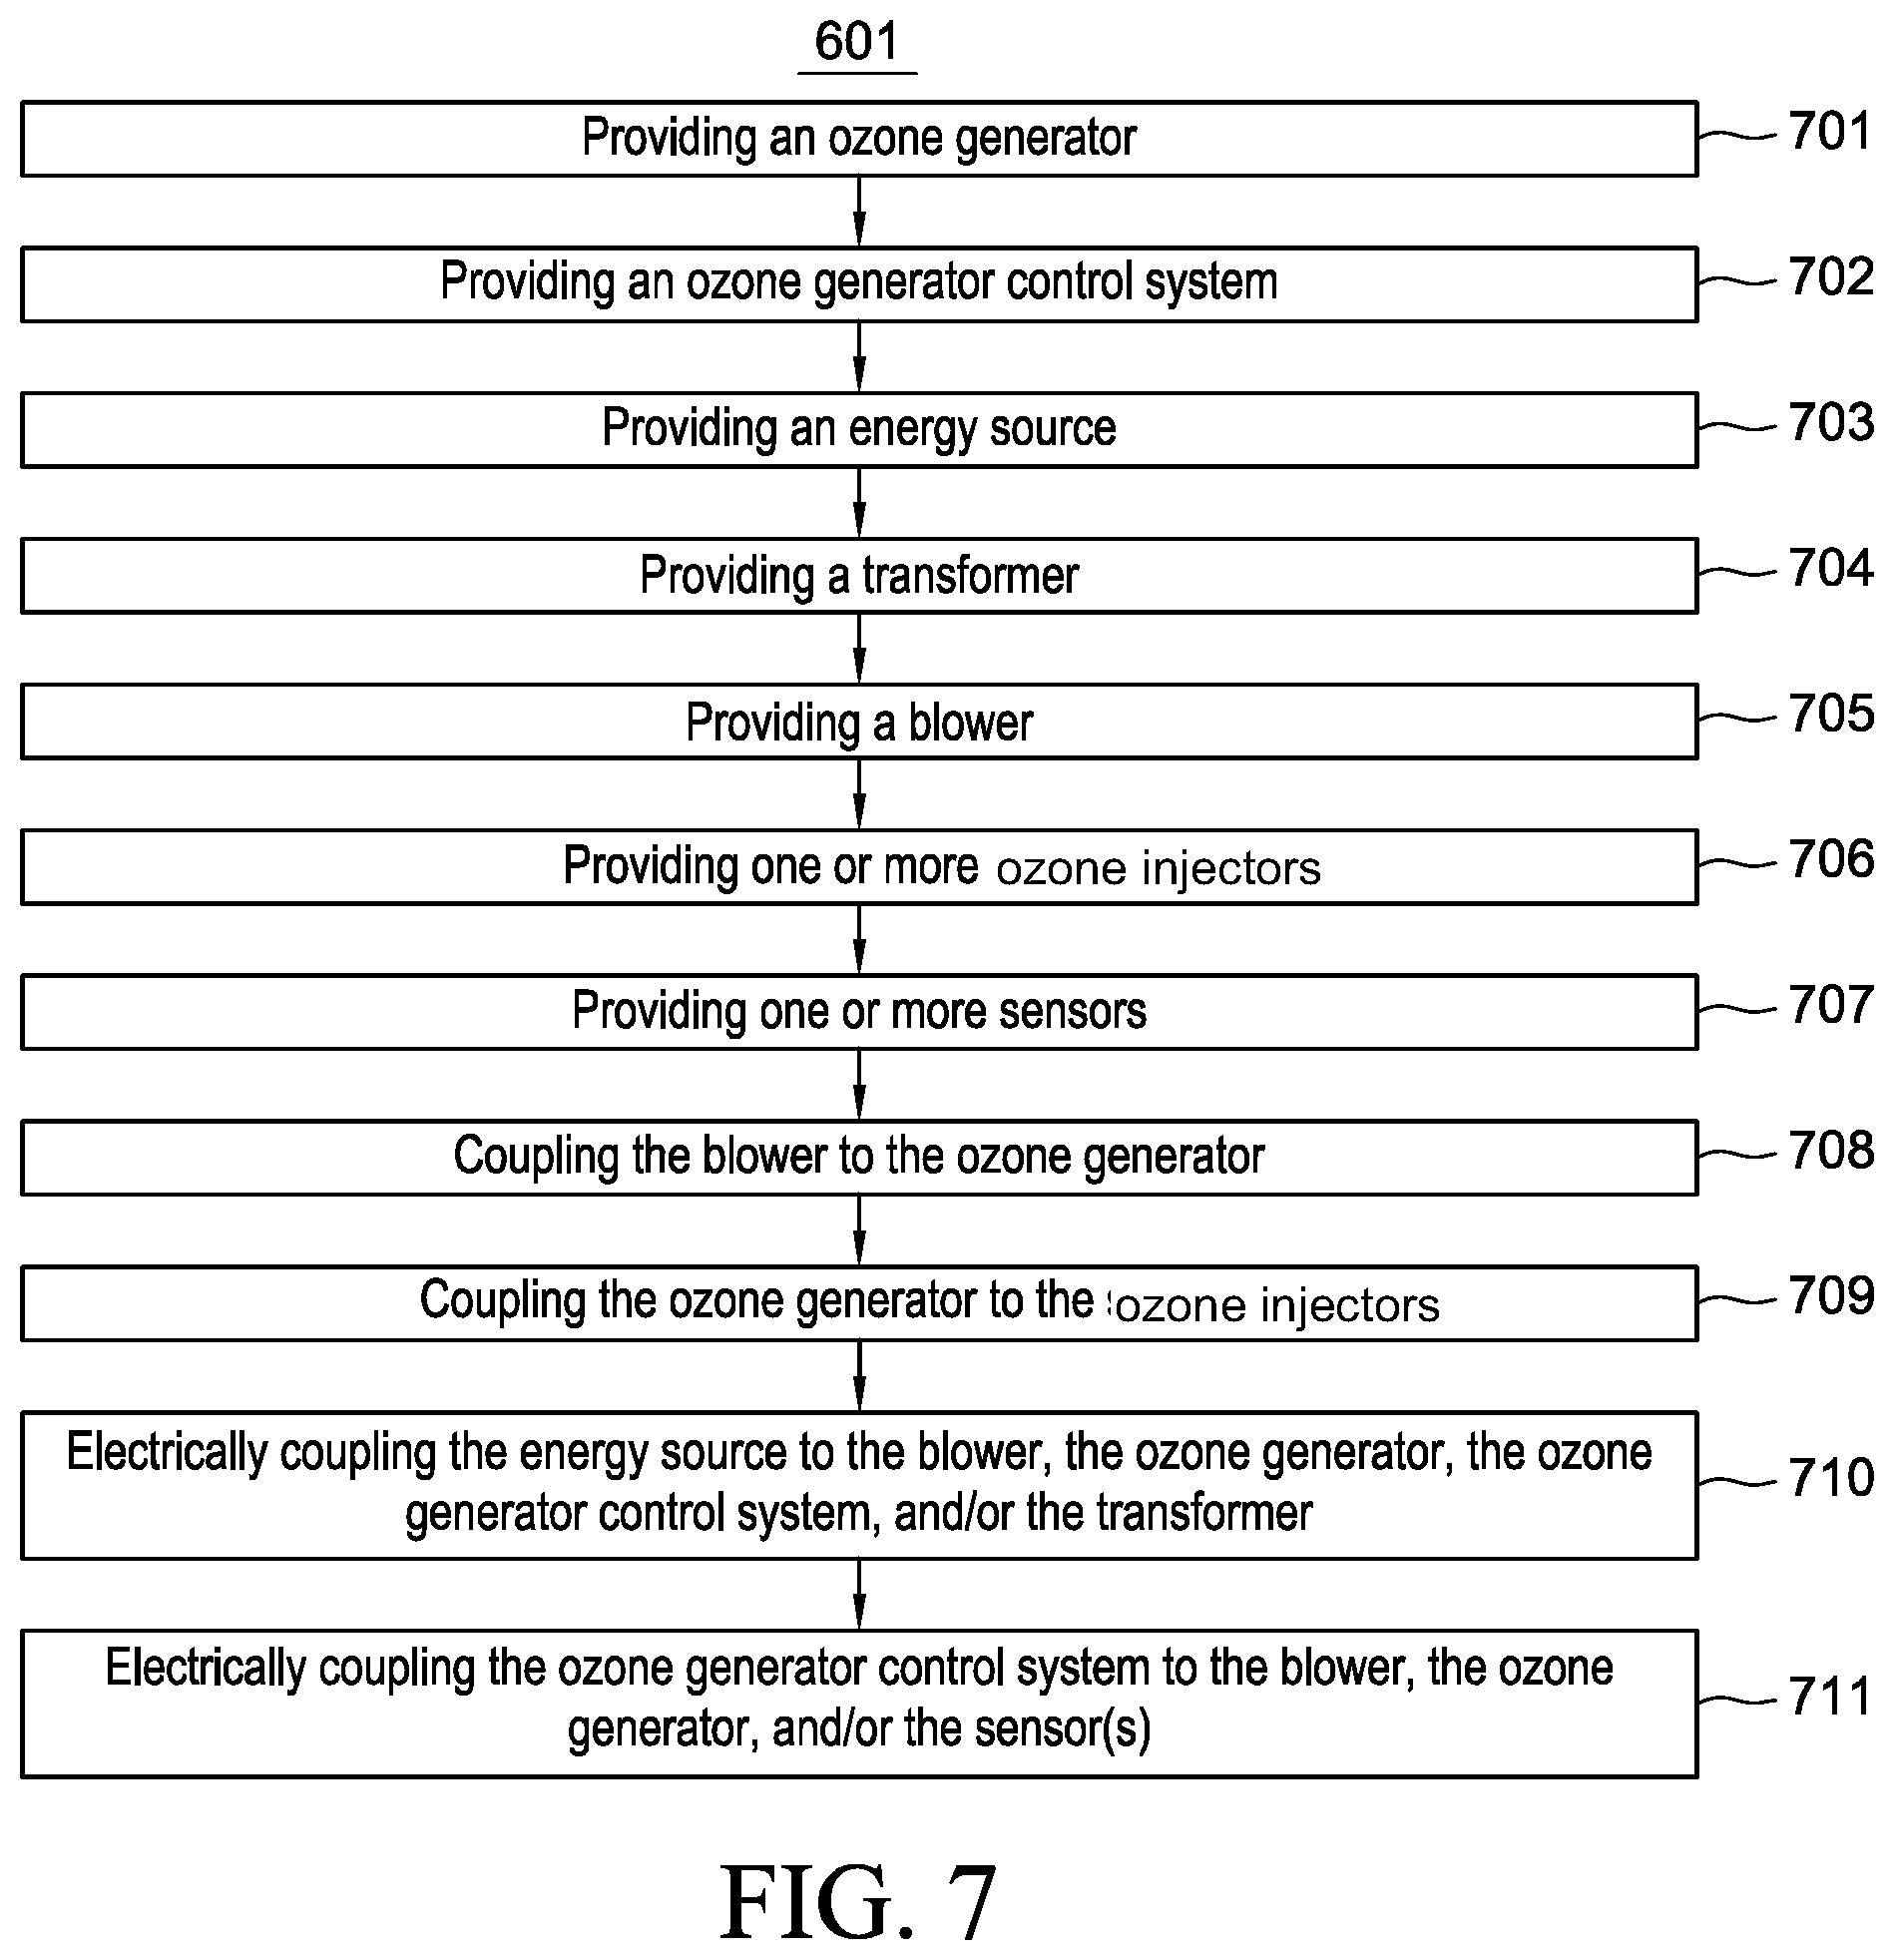 601
Providing an ozone generator
701
Providing an ozone generator control system
702
Providing an energy source
703
Providing a transformer
704
Providing a blower
705
Providing one or more ozone injectors
706
Providing one or more sensors
707
Coupling the blower to the ozone generator
708
Coupling the ozone generator to the ozone injectors
709
Electrically coupling the energy source to the blower, the ozone generator, the ozone
generator control system, and/or the transformer
710
Electrically coupling the ozone generator control system to the blower, the ozone
generator, and/or the sensor(s)
711
FIG. 7